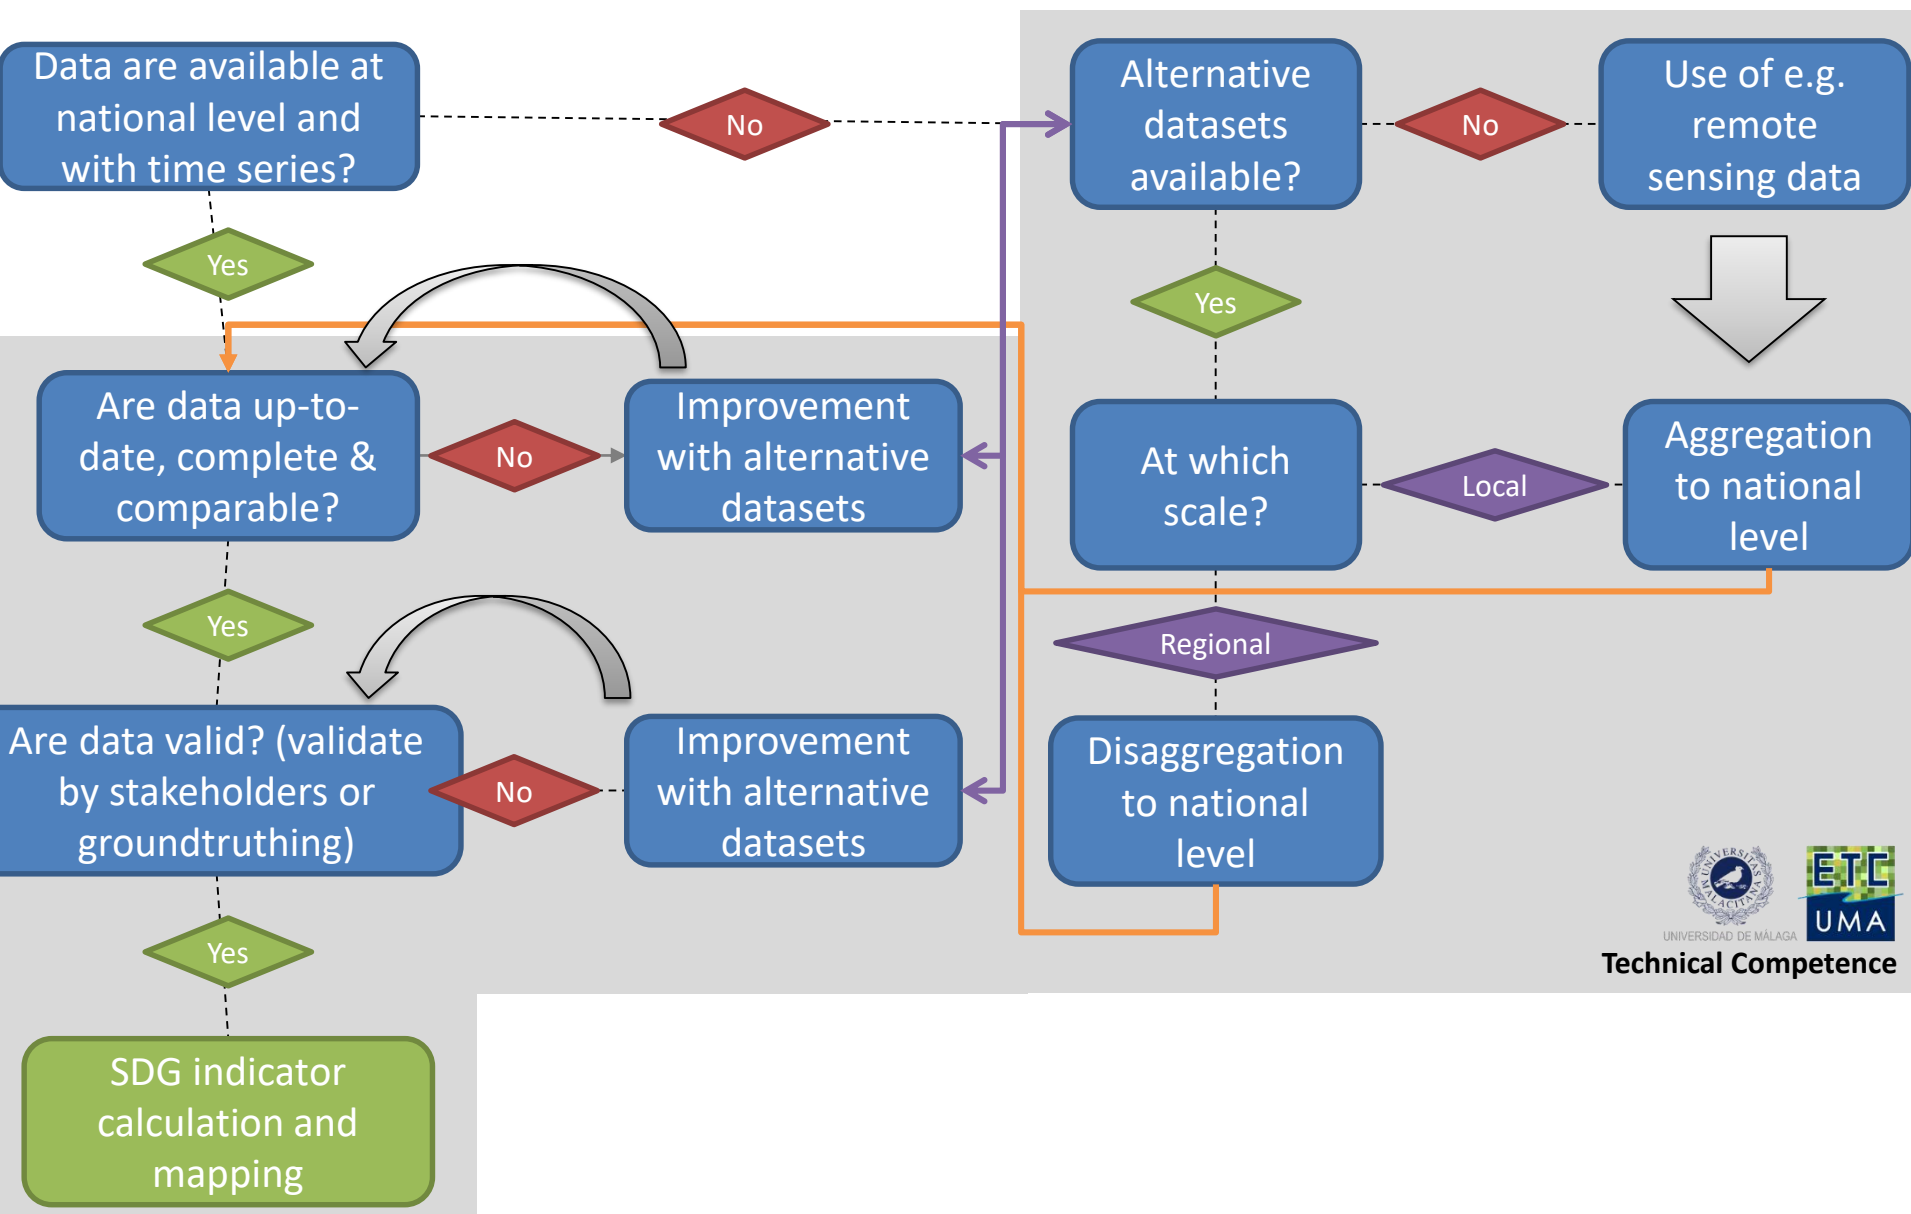 Data are available at
national level and
with time series?
No
Alternative
datasets
available?
No
Use of e.g.
remote
sensing data
Yes
Yes
Are data up-to-
date, complete &
comparable?
No
Improvement
with alternative
datasets
At which
scale?
Local
Aggregation
to national
level
Yes
Regional
Are data valid? (validate
by stakeholders or
groundtruthing)
No
Improvement
with alternative
datasets
Disaggregation
to national
level
UNIVERSITAS
MALACITANA
UNIVERSIDAD DE MÁLAGA
ETC
UMA
Technical Competence
Yes
SDG indicator
calculation and
mapping